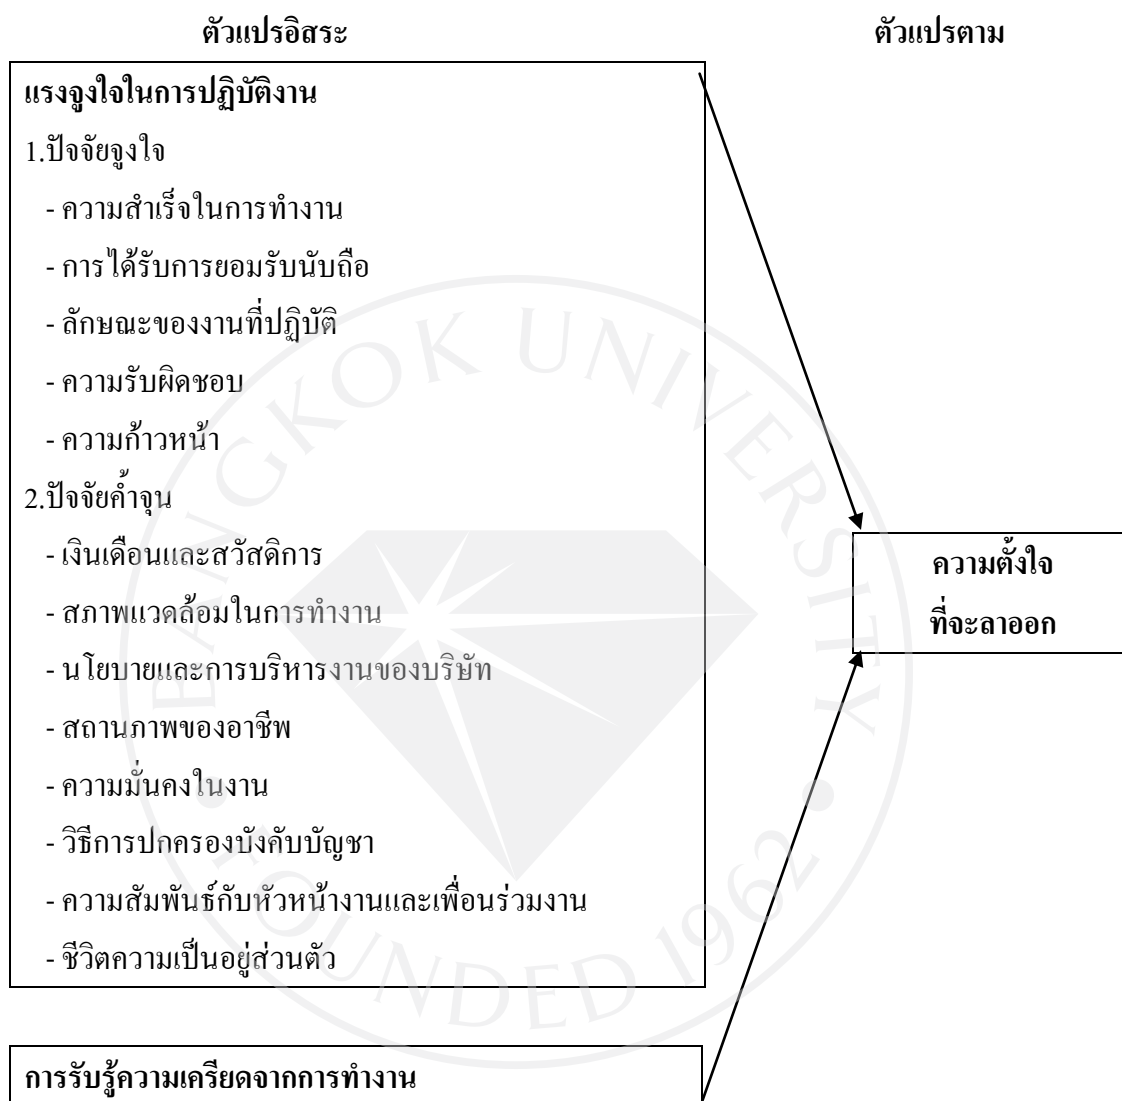 ตัวแปรอิสระ
ตัวแปรตาม
แรงจูงใจในการปฏิบัติงาน
1.ปัจจัยจูงใจ
- ความสำเร็จในการทำงาน
- การได้รับการยอมรับนับถือ
- ลักษณะของงานที่ปฏิบัติ
- ความรับผิดชอบ
- ความก้าวหน้า
2.ปัจจัยค้ำจุน
- เงินเดือนและสวัสดิการ
- สภาพแวดล้อมในการทำงาน
- นโยบายและการบริหารงานของบริษัท
- สถานภาพของอาชีพ
- ความมั่นคงในงาน
- วิธีการปกครองบังคับบัญชา
- ความสัมพันธ์กับหัวหน้างานและเพื่อนร่วมงาน
- ชีวิตความเป็นอยู่ส่วนตัว
การรับรู้ความเครียดจากการทำงาน
ความตั้งใจ
ที่จะลาออก
BANGKOK UNIVERSITY
FOUNDED 1962